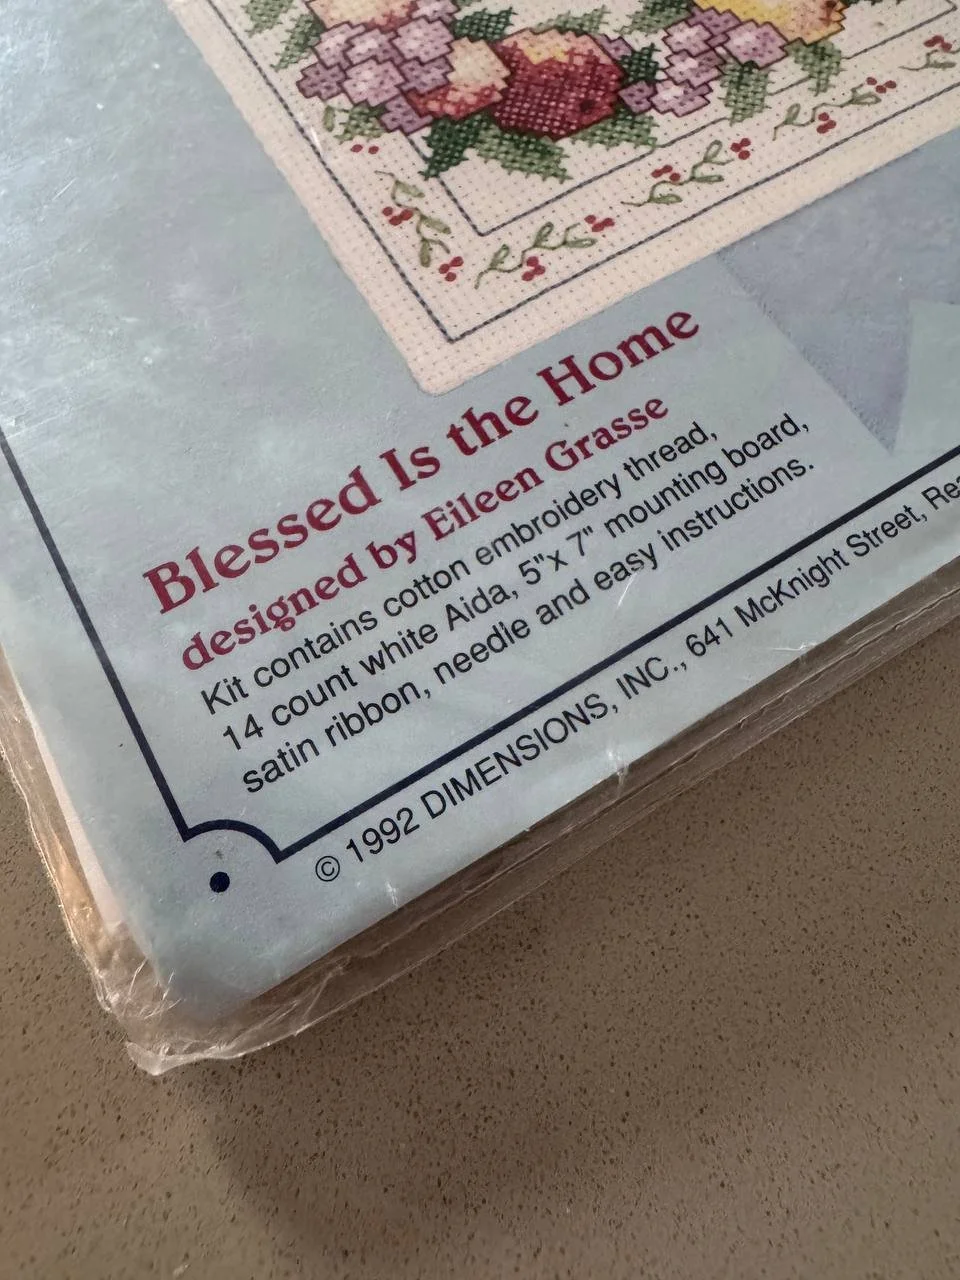 Blessed Is the Home
designed by Eileen Grasse
Kit contains cotton embroidery thread,
14 count white Aida, 5"x 7" mounting board,
satin ribbon, needle and easy instructions.
© 1992 DIMENSIONS, INC., 641 McKnight Street,